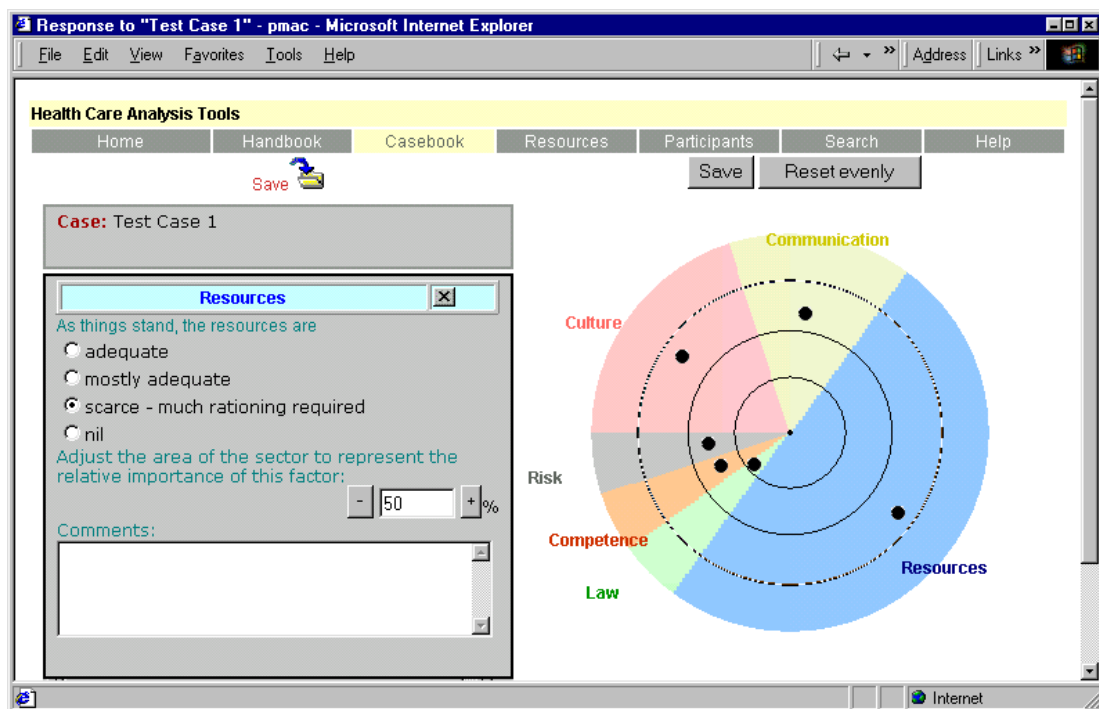 Response to "Test Case 1" - pmac - Microsoft Internet Explorer
File Edit View Favorites Tools Help
Address Links »
Health Care Analysis Tools
Home Handbook Casebook Resources Participants Search Help
Save
Save Reset evenly
Case: Test Case 1
Resources
As things stand, the resources are
adequate
mostly adequate
scarce - much rationing required
nil
Adjust the area of the sector to represent the
relative importance of this factor:
- 50 + %
Comments:
Communication
Culture
Risk
Competence
Law
Resources
Internet